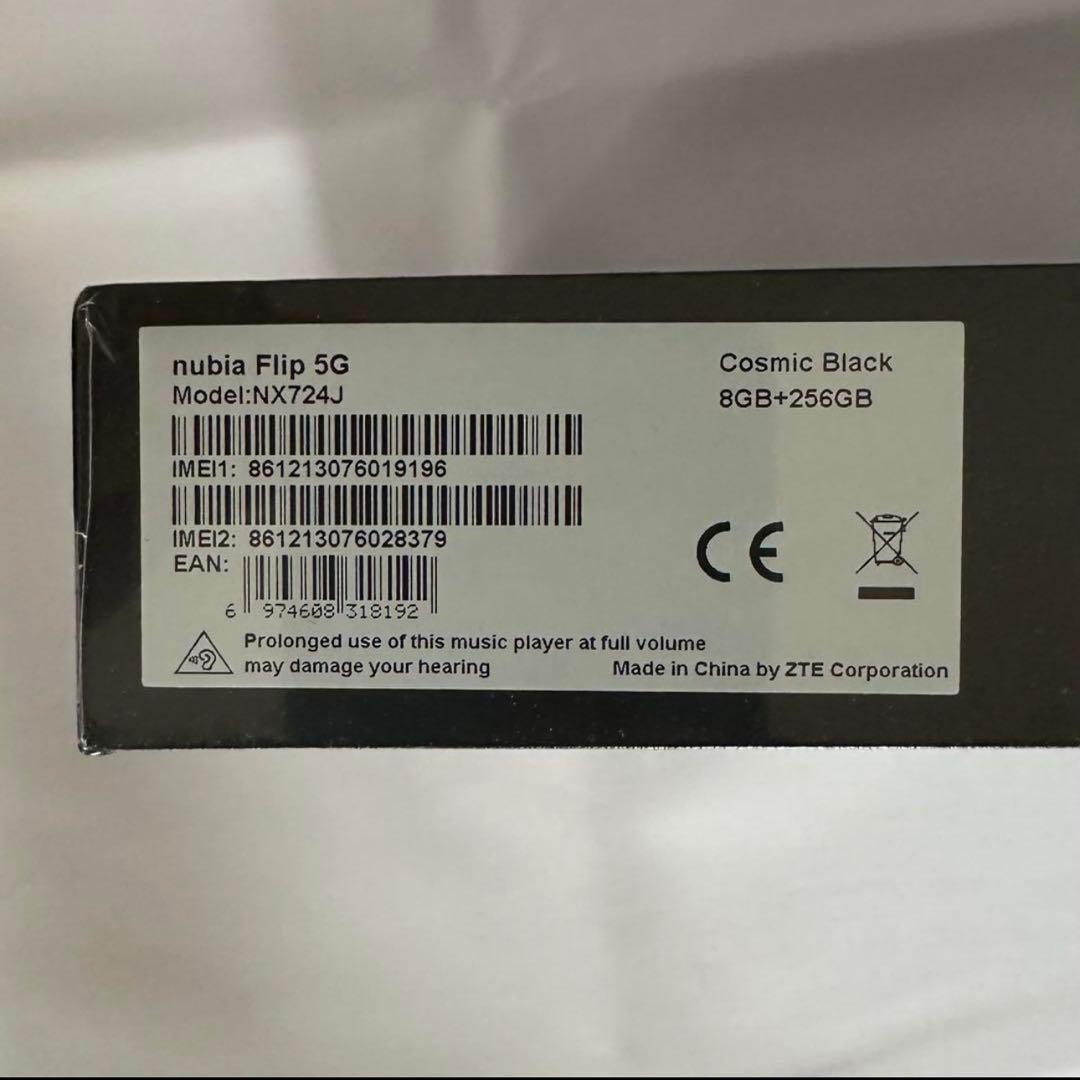 nubia Flip 5G
Cosmic Black
Model:NX724J
8GB+256GB
IMEI1: 861213076019196
IMEI2: 861213076028379
EAN:
6 974608 318192
CE
Prolonged use of this music player at full volume
may damage your hearing
Made in China by ZTE Corporation